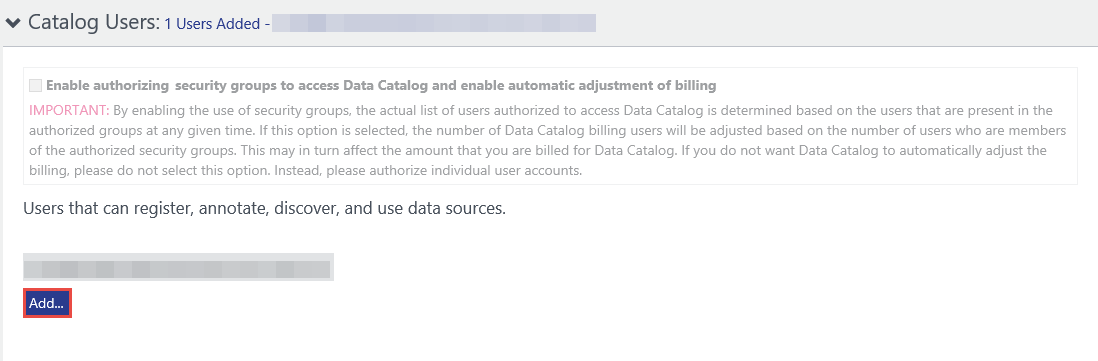 Catalog Users: 1 Users Added -
Enable authorizing security groups to access Data Catalog and enable automatic adjustment of billing
IMPORTANT: By enabling the use of security groups, the actual list of users authorized to access Data Catalog is determined based on the users that are present in the
authorized groups at any given time. If this option is selected, the number of Data Catalog billing users will be adjusted based on the number of users who are members
of the authorized security groups. This may in turn affect the amount that you are billed for Data Catalog. If you do not want Data Catalog to automatically adjust the
billing, please do not select this option. Instead, please authorize individual user accounts.
Users that can register, annotate, discover, and use data sources.
Add...